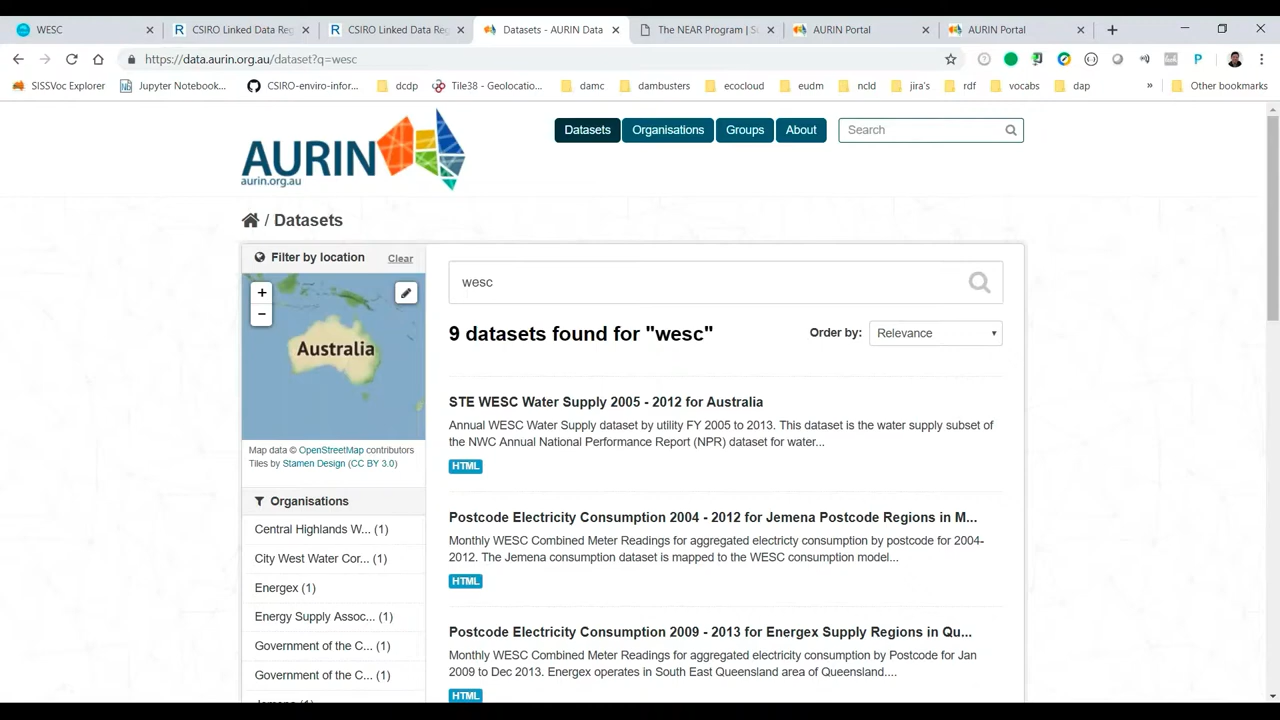 WESC
CSIRO Linked Data Reg
CSIRO Linked Data Reg
Datasets - AURIN Data
The NEAR Program | S
AURIN Portal
AURIN Portal
https://data.aurin.org.au/dataset?q=wesc
SISSVoc Explorer
Jupyter Notebook...
CSIRO-enviro-infor...
dcdp
Tile38 - Geolocatio...
damc
dambusters
ecocloud
eudm
ncld
jira's
rdf
vocabs
dap
»
Other bookmarks
AURIN
aurin.org.au
Datasets
Organisations
Groups
About
Search
/ Datasets
Filter by location
Clear
+
−
Australia
Map data © OpenStreetMap contributors
Tiles by Stamen Design (CC BY 3.0)
Organisations
Central Highlands W... (1)
City West Water Cor... (1)
Energex (1)
Energy Supply Assoc... (1)
Government of the C... (1)
Government of the C... (1)
wesc
9 datasets found for "wesc"
Order by:
Relevance
STE WESC Water Supply 2005 - 2012 for Australia
Annual WESC Water Supply dataset by utility FY 2005 to 2013. This dataset is the water supply subset of
the NWC Annual National Performance Report (NPR) dataset for water...
HTML
Postcode Electricity Consumption 2004 - 2012 for Jemena Postcode Regions in M...
Monthly WESC Combined Meter Readings for aggregated electricty consumption by postcode for 2004-
2012. The Jemena consumption dataset is mapped to the WESC consumption model...
HTML
Postcode Electricity Consumption 2009 - 2013 for Energex Supply Regions in Qu...
Monthly WESC Combined Meter Readings for aggregated electricity consumption by Postcode for Jan
2009 to Dec 2013. Energex operates in South East Queensland area of Queensland....
HTML